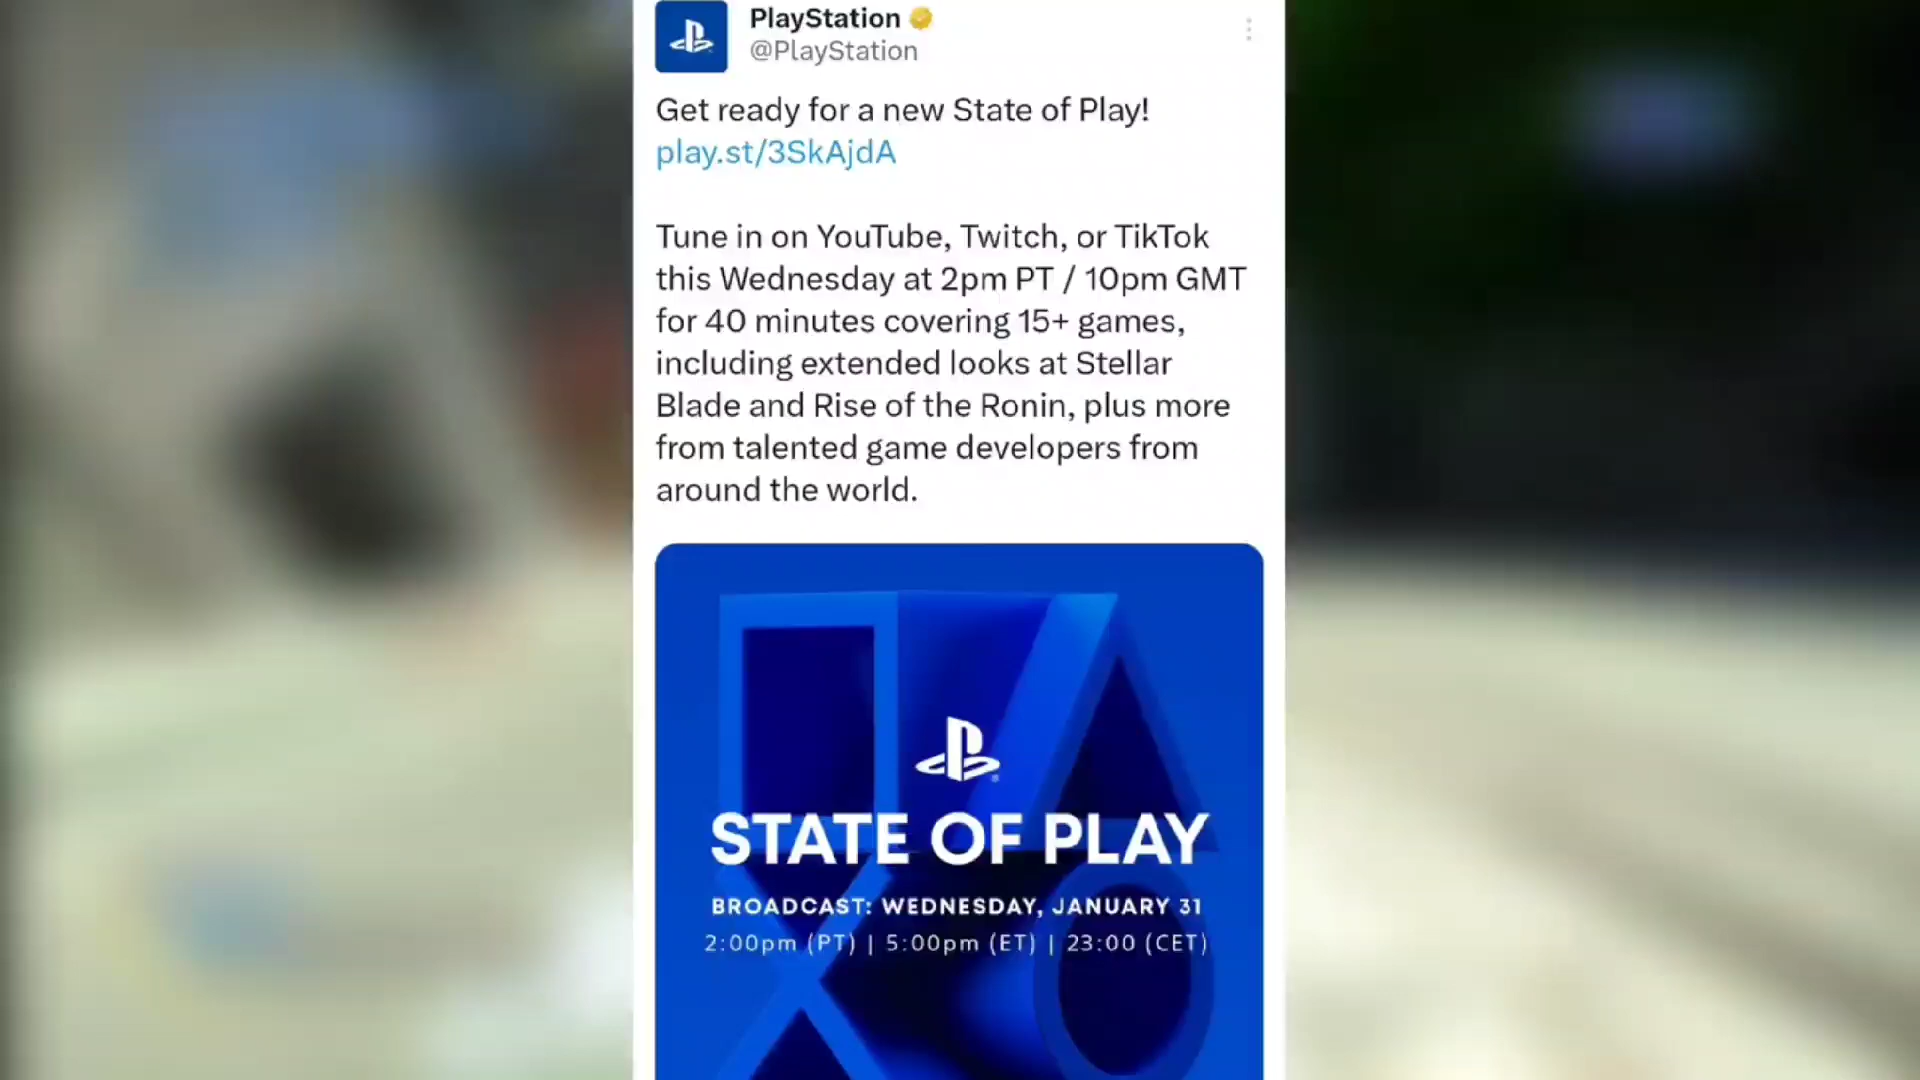 PlayStation
@PlayStation
Get ready for a new State of Play!
play.st/3SkAjdA
Tune in on YouTube, Twitch, or TikTok
this Wednesday at 2pm PT / 10pm GMT
for 40 minutes covering 15+ games,
including extended looks at Stellar
Blade and Rise of the Ronin, plus more
from talented game developers from
around the world.
STATE OF PLAY
BROADCAST: WEDNESDAY, JANUARY 31
2:00pm (PT) | 5:00pm (ET) | 23:00 (CET)